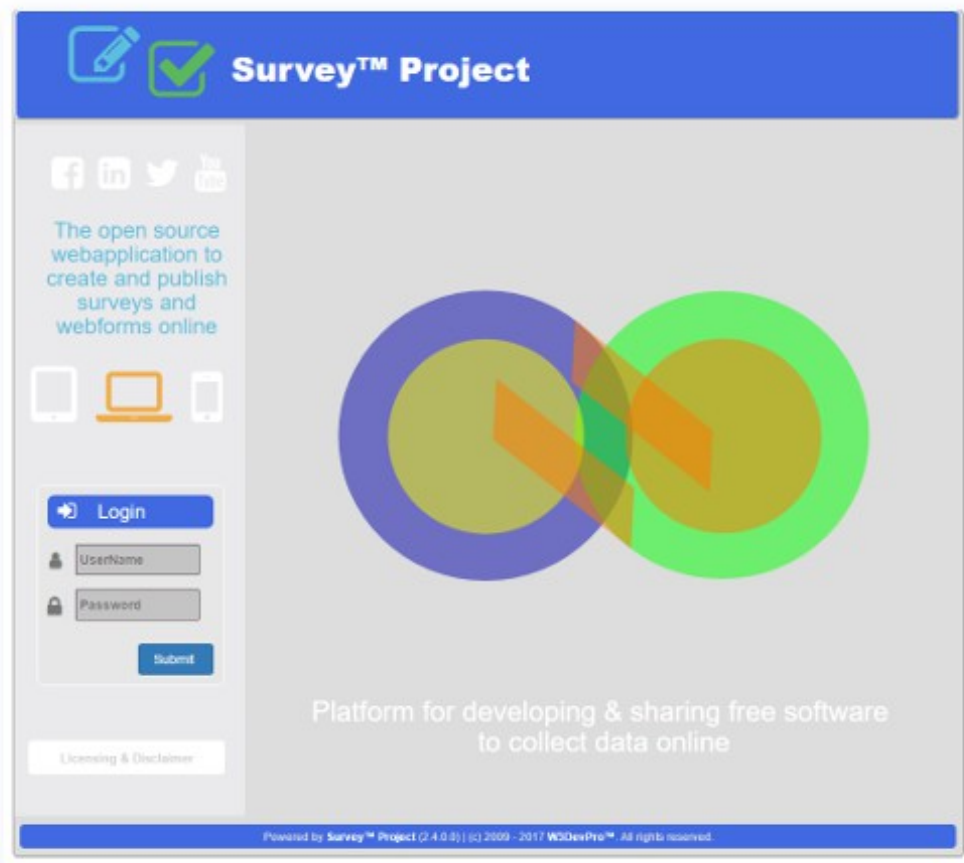 Survey™ Project
You
Tube
The open source
webapplication to
create and publish
surveys and
webforms online
Login
UserName
Password
Submit
Licensing & Disclaimer
Platform for developing & sharing free software
to collect data online
Powered by Survey™ Project (2.4.0.0) | (c) 2009 - 2017 W3DevPro™. All rights reserved.